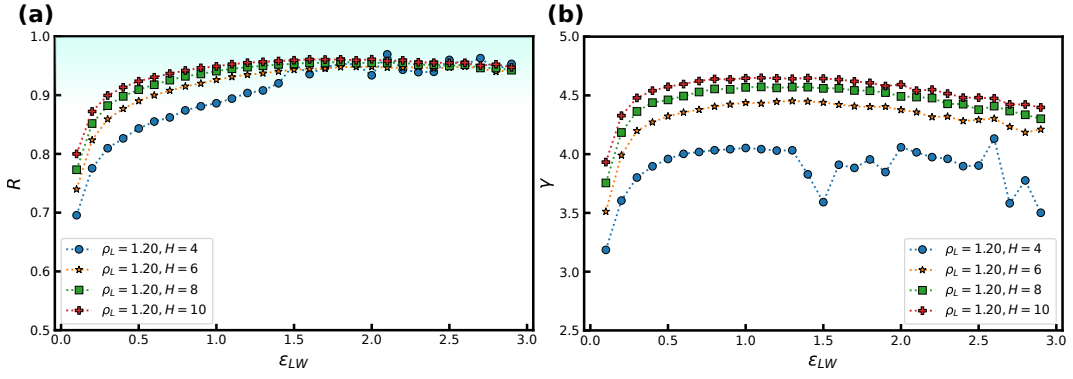 (a)
R
1.0
0.9
0.8
0.7
0.6
0.5
0.0 0.5 1.0 1.5 2.0 2.5 3.0
ε_LW
ρ_L = 1.20, H = 4
ρ_L = 1.20, H = 6
ρ_L = 1.20, H = 8
ρ_L = 1.20, H = 10
(b)
γ
5.0
4.5
4.0
3.5
3.0
2.5
0.0 0.5 1.0 1.5 2.0 2.5 3.0
ε_LW
ρ_L = 1.20, H = 4
ρ_L = 1.20, H = 6
ρ_L = 1.20, H = 8
ρ_L = 1.20, H = 10